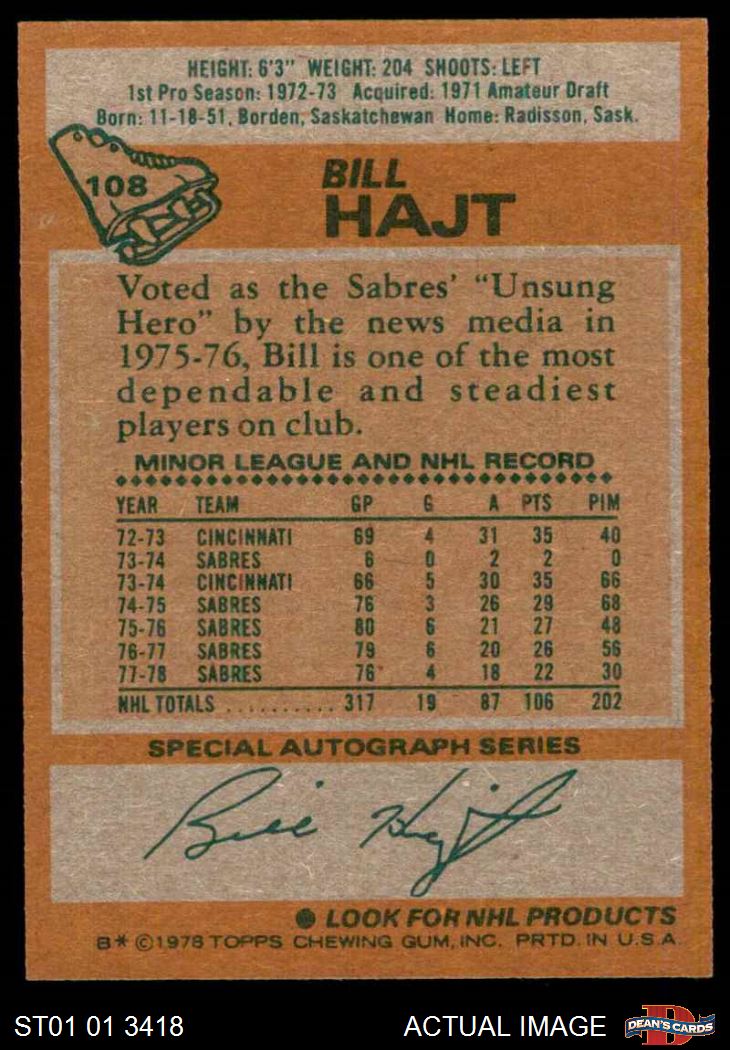 HEIGHT: 6'3" WEIGHT: 204 SHOOTS: LEFT
1st Pro Season: 1972-73 Acquired: 1971 Amateur Draft
Born: 11-18-51, Borden, Saskatchewan Home: Radisson, Sask.
108
BILL
HAJT
Voted as the Sabres' "Unsung
Hero" by the news media in
1975-76, Bill is one of the most
dependable and steadiest
players on club.
MINOR LEAGUE AND NHL RECORD
YEAR TEAM GP G A PTS PIM
72-73 CINCINNATI 69 4 31 35 40
73-74 SABRES 6 0 2 2 0
73-74 CINCINNATI 66 5 30 35 66
74-75 SABRES 76 3 26 29 68
75-76 SABRES 80 6 21 27 48
76-77 SABRES 79 6 20 26 56
77-78 SABRES 76 4 18 22 30
NHL TOTALS .......... 317 19 87 106 202
SPECIAL AUTOGRAPH SERIES
Bill Hajt
● LOOK FOR NHL PRODUCTS
B* ©1978 TOPPS CHEWING GUM, INC. PRTD. IN U.S.A.
ST01 01 3418 ACTUAL IMAGE D DEAN'S CARDS